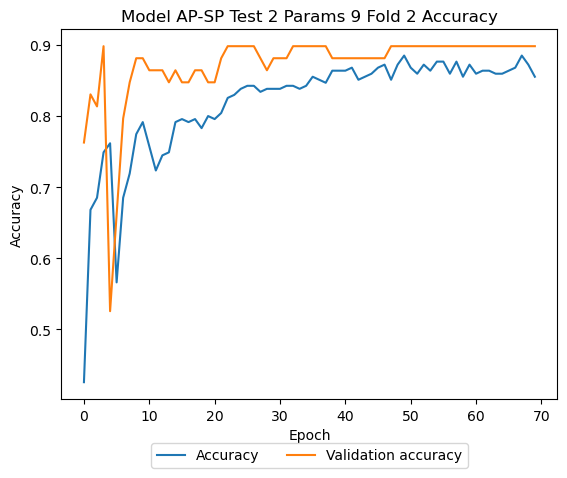 Model AP-SP Test 2 Params 9 Fold 2 Accuracy
0.9
0.8
0.7
0.6
0.5
Accuracy
0 10 20 30 40 50 60 70
Epoch
Accuracy Validation accuracy